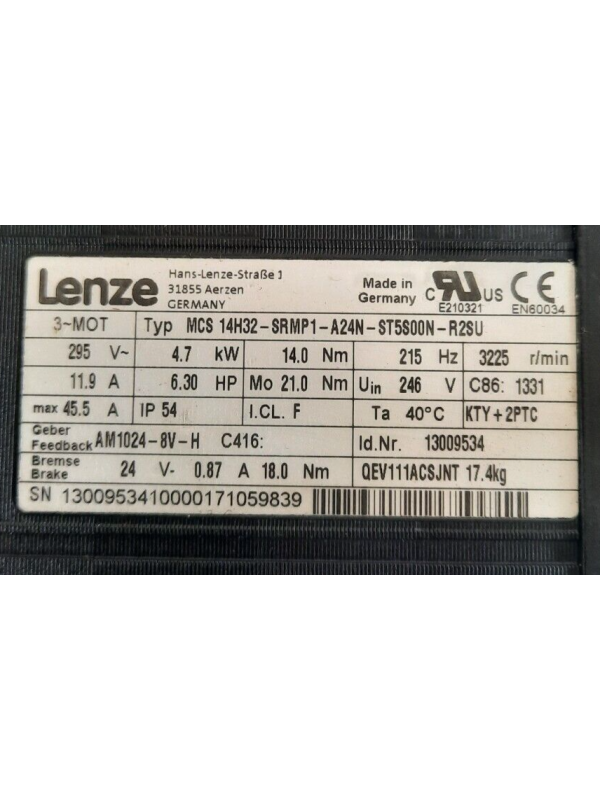 Lenze
Hans-Lenze-Straße 1
31855 Aerzen
GERMANY
Made in
Germany
C RU US
E210321
CE
EN60034
3~MOT Typ MCS 14H32-SRMP1-A24N-ST5S00N-R2SU
295 V~ 4.7 kW 14.0 Nm 215 Hz 3225 r/min
11.9 A 6.30 HP Mo 21.0 Nm Uin 246 V C86: 1331
max 45.5 A IP 54 I.CL. F Ta 40°C KTY+2PTC
Geber
Feedback AM1024-8V-H C416: Id.Nr. 13009534
Bremse
Brake 24 V- 0.87 A 18.0 Nm QEV111ACSJNT 17.4kg
SN 1300953410000171059839